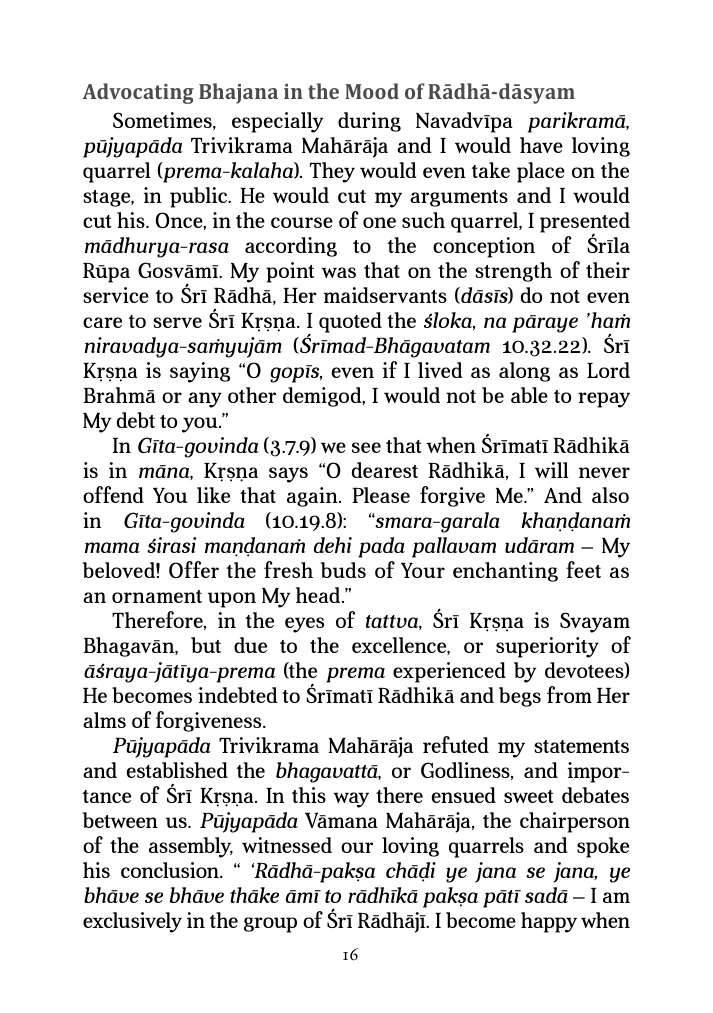 Advocating Bhajana in the Mood of Rādhā-dāsyam
Sometimes, especially during Navadvīpa parikramā,
pūjyapāda Trivikrama Mahārāja and I would have loving
quarrel (prema-kalaha). They would even take place on the
stage, in public. He would cut my arguments and I would
cut his. Once, in the course of one such quarrel, I presented
mādhurya-rasa according to the conception of Śrīla
Rūpa Gosvāmī. My point was that on the strength of their
service to Śrī Rādhā, Her maidservants (dāsīs) do not even
care to serve Śrī Kṛṣṇa. I quoted the śloka, na pāraye ’haṁ
niravadya-saṁyujām (Śrīmad-Bhāgavatam 10.32.22). Śrī
Kṛṣṇa is saying “O gopīs, even if I lived as along as Lord
Brahmā or any other demigod, I would not be able to repay
My debt to you.”
In Gīta-govinda (3.7.9) we see that when Śrīmatī Rādhikā
is in māna, Kṛṣṇa says “O dearest Rādhikā, I will never
offend You like that again. Please forgive Me.” And also
in Gīta-govinda (10.19.8): “smara-garala khaṇḍanaṁ
mama śirasi maṇḍanaṁ dehi pada pallavam udāram – My
beloved! Offer the fresh buds of Your enchanting feet as
an ornament upon My head.”
Therefore, in the eyes of tattva, Śrī Kṛṣṇa is Svayam
Bhagavān, but due to the excellence, or superiority of
āśraya-jātīya-prema (the prema experienced by devotees)
He becomes indebted to Śrīmatī Rādhikā and begs from Her
alms of forgiveness.
Pūjyapāda Trivikrama Mahārāja refuted my statements
and established the bhagavattā, or Godliness, and impor-
tance of Śrī Kṛṣṇa. In this way there ensued sweet debates
between us. Pūjyapāda Vāmana Mahārāja, the chairperson
of the assembly, witnessed our loving quarrels and spoke
his conclusion. “ ‘Rādhā-pakṣa chāḍi ye jana se jana, ye
bhāve se bhāve thāke āmī to rādhīkā pakṣa pātī sadā – I am
exclusively in the group of Śrī Rādhājī. I become happy when
16